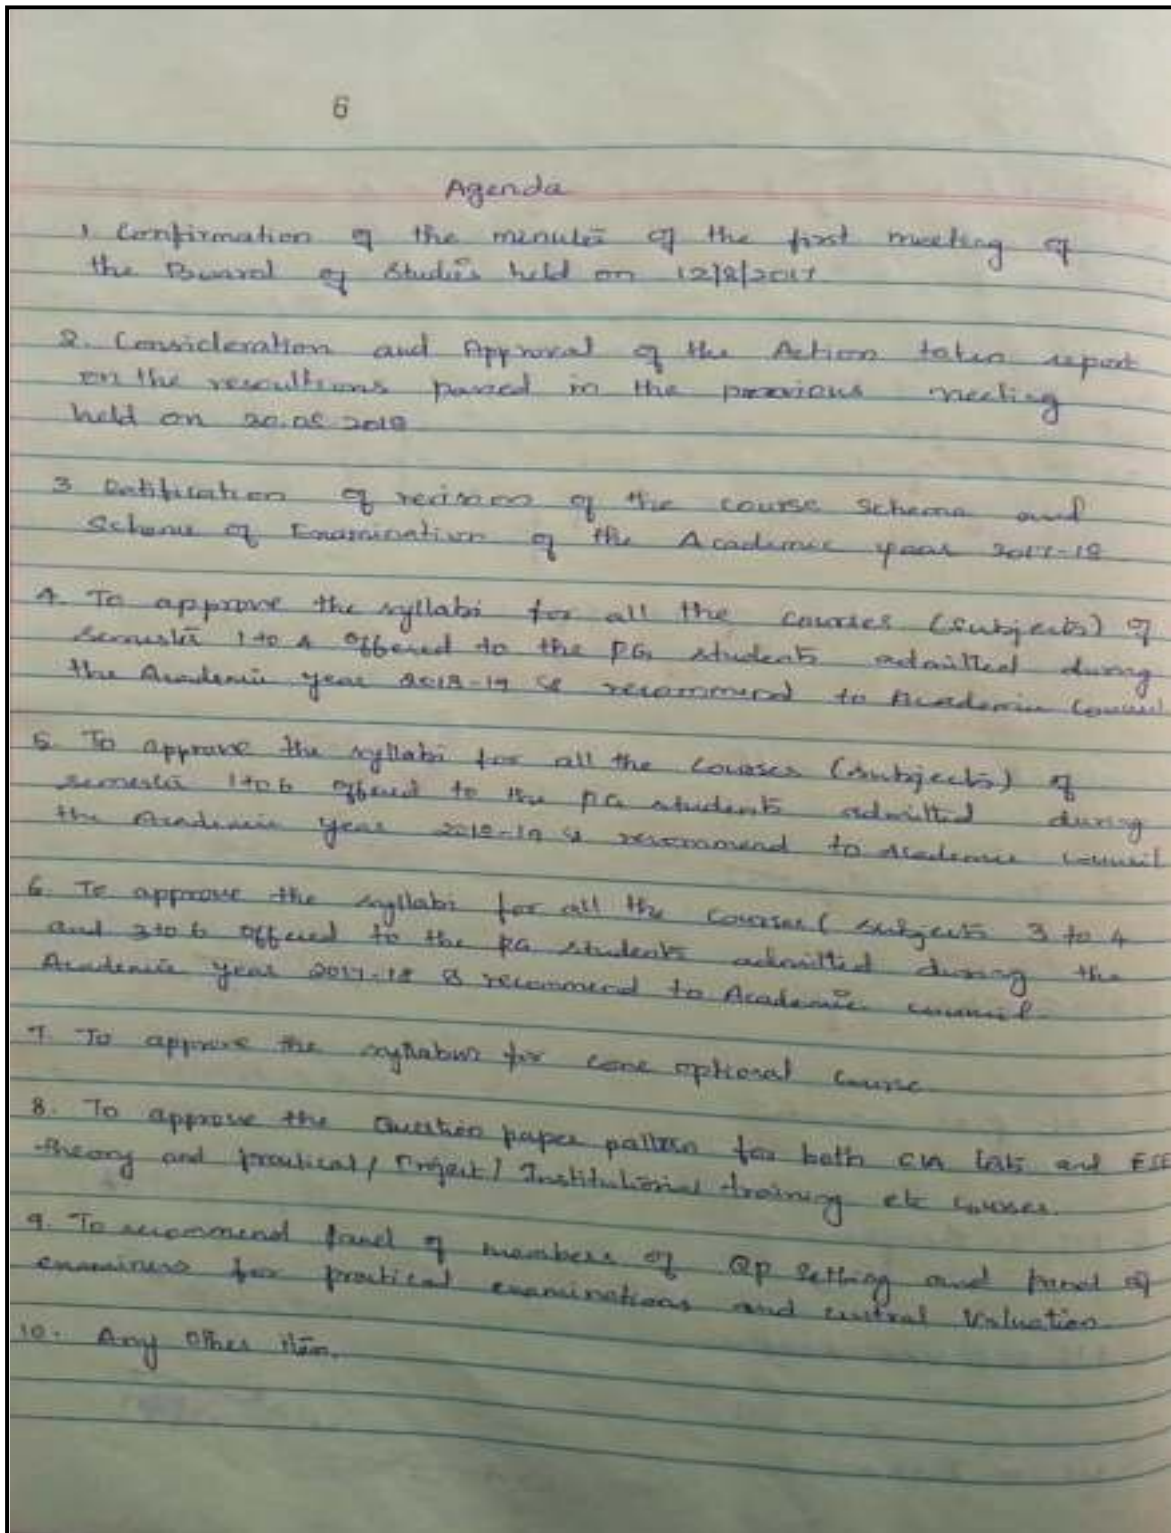 6
Agenda
1. Confirmation of the minutes of the first meeting of
the Board of Studies held on 12/8/2017
2. Consideration and Approval of the Action taken report
on the resoultions passed in the previous meeting
held on 20.05.2018
3 Ratification of revision of the course Schema and
Scheme of Examination of the Academic year 2017-18
4. To approve the syllabi for all the courses (Subjects) of
semester 1 to 4 offered to the PG students admitted during
the Academic year 2018-19 & recommend to Academic Council
5. To approve the syllabi for all the courses (subjects) of
semester 1 to 6 offered to the PG students admitted during
the Academic Year 2018-19 & recommend to Academic Council
6. To approve the syllabi for all the courses ( subjects 3 to 4
and 3 to 6 offered to the PG students admitted during the
Academic year 2017-18 & recommend to Academic council.
7. To approve the syllabus for core optional course
8. To approve the Question paper pattern for both CIA tests and ESE
theory and practical / Project / Institutional training etc courses.
9. To recommend panel of members of QP setting and panel of
examiners for practical examinations and central Valuation.
10. Any other item.